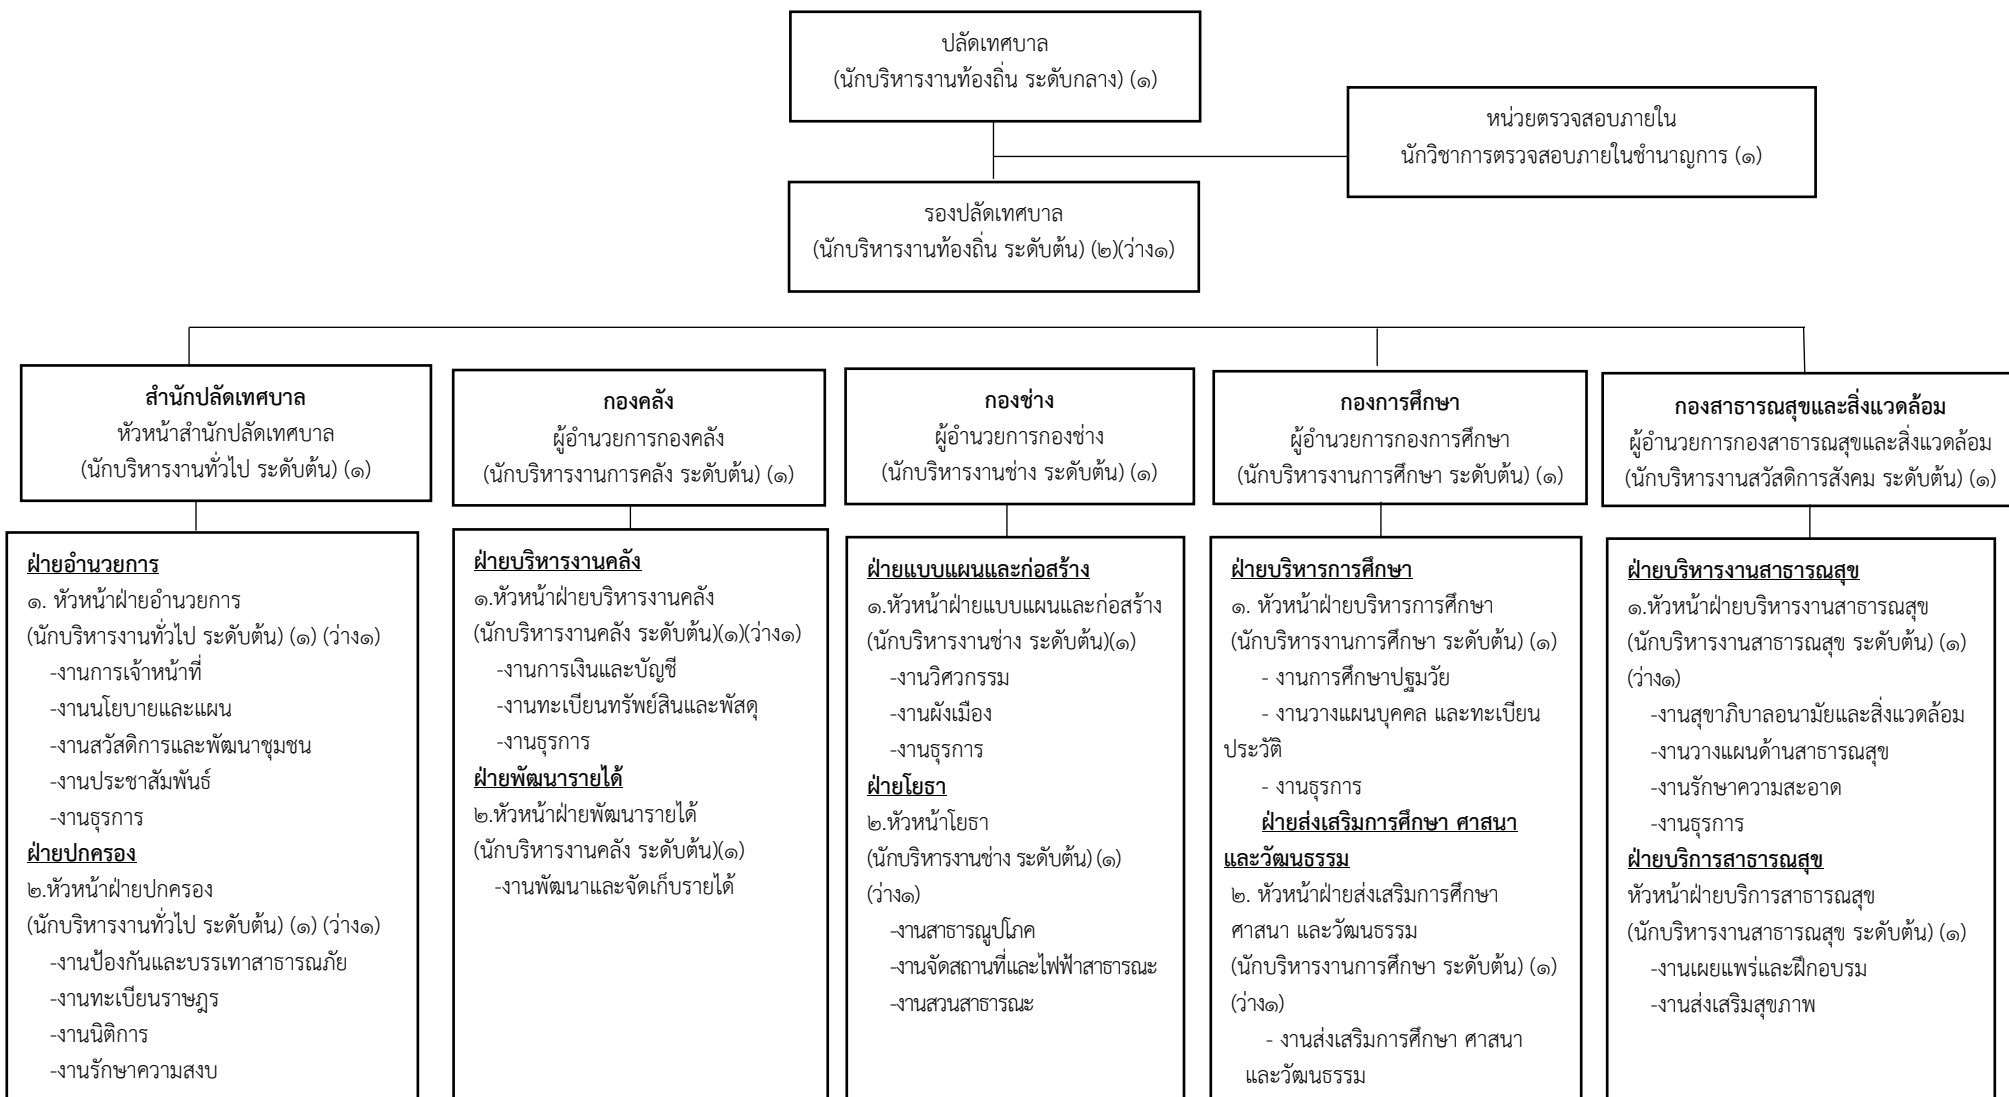 ปลัดเทศบาล
(นักบริหารงานท้องถิ่น ระดับกลาง) (๑)
หน่วยตรวจสอบภายใน
นักวิชาการตรวจสอบภายในชำนาญการ (๑)
รองปลัดเทศบาล
(นักบริหารงานท้องถิ่น ระดับต้น) (๒)(ว่าง๑)
สำนักปลัดเทศบาล
หัวหน้าสำนักปลัดเทศบาล
(นักบริหารงานทั่วไป ระดับต้น) (๑)
กองคลัง
ผู้อำนวยการกองคลัง
(นักบริหารงานการคลัง ระดับต้น) (๑)
กองช่าง
ผู้อำนวยการกองช่าง
(นักบริหารงานช่าง ระดับต้น) (๑)
กองการศึกษา
ผู้อำนวยการกองการศึกษา
(นักบริหารงานการศึกษา ระดับต้น) (๑)
กองสาธารณสุขและสิ่งแวดล้อม
ผู้อำนวยการกองสาธารณสุขและสิ่งแวดล้อม
(นักบริหารงานสวัสดิการสังคม ระดับต้น) (๑)
ฝ่ายอำนวยการ
๑. หัวหน้าฝ่ายอำนวยการ
(นักบริหารงานทั่วไป ระดับต้น) (๑) (ว่าง๑)
-งานการเจ้าหน้าที่
-งานนโยบายและแผน
-งานสวัสดิการและพัฒนาชุมชน
-งานประชาสัมพันธ์
-งานธุรการ
ฝ่ายปกครอง
๒.หัวหน้าฝ่ายปกครอง
(นักบริหารงานทั่วไป ระดับต้น) (๑) (ว่าง๑)
-งานป้องกันและบรรเทาสาธารณภัย
-งานทะเบียนราษฎร
-งานนิติการ
-งานรักษาความสงบ
ฝ่ายบริหารงานคลัง
๑.หัวหน้าฝ่ายบริหารงานคลัง
(นักบริหารงานคลัง ระดับต้น)(๑)(ว่าง๑)
-งานการเงินและบัญชี
-งานทะเบียนทรัพย์สินและพัสดุ
-งานธุรการ
ฝ่ายพัฒนารายได้
๒.หัวหน้าฝ่ายพัฒนารายได้
(นักบริหารงานคลัง ระดับต้น)(๑)
-งานพัฒนาและจัดเก็บรายได้
ฝ่ายแบบแผนและก่อสร้าง
๑.หัวหน้าฝ่ายแบบแผนและก่อสร้าง
(นักบริหารงานช่าง ระดับต้น)(๑)
-งานวิศวกรรม
-งานผังเมือง
-งานธุรการ
ฝ่ายโยธา
๒.หัวหน้าโยธา
(นักบริหารงานช่าง ระดับต้น) (๑)
(ว่าง๑)
-งานสาธารณูปโภค
-งานจัดสถานที่และไฟฟ้าสาธารณะ
-งานสวนสาธารณะ
ฝ่ายบริหารการศึกษา
๑. หัวหน้าฝ่ายบริหารการศึกษา
(นักบริหารงานการศึกษา ระดับต้น) (๑)
- งานการศึกษาปฐมวัย
- งานวางแผนบุคคล และทะเบียน
ประวัติ
- งานธุรการ
ฝ่ายส่งเสริมการศึกษา ศาสนา
และวัฒนธรรม
๒. หัวหน้าฝ่ายส่งเสริมการศึกษา
ศาสนา และวัฒนธรรม
(นักบริหารงานการศึกษา ระดับต้น) (๑)
(ว่าง๑)
- งานส่งเสริมการศึกษา ศาสนา
และวัฒนธรรม
ฝ่ายบริหารงานสาธารณสุข
๑.หัวหน้าฝ่ายบริหารงานสาธารณสุข
(นักบริหารงานสาธารณสุข ระดับต้น) (๑)
(ว่าง๑)
-งานสุขาภิบาลอนามัยและสิ่งแวดล้อม
-งานวางแผนด้านสาธารณสุข
-งานรักษาความสะอาด
-งานธุรการ
ฝ่ายบริการสาธารณสุข
หัวหน้าฝ่ายบริการสาธารณสุข
(นักบริหารงานสาธารณสุข ระดับต้น) (๑)
-งานเผยแพร่และฝึกอบรม
-งานส่งเสริมสุขภาพ